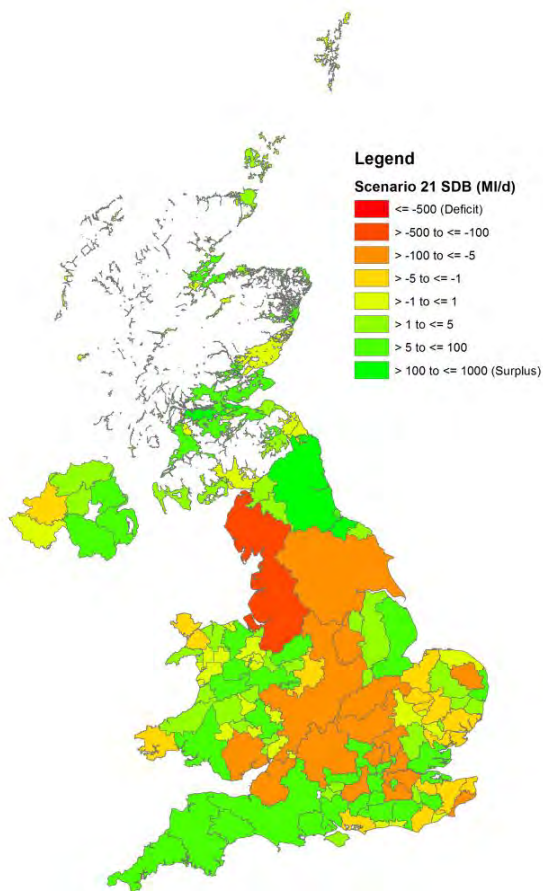 Legend
Scenario 21 SDB (Ml/d)
<= -500 (Deficit)
> -500 to <= -100
> -100 to <= -5
> -5 to <= -1
> -1 to <= 1
> 1 to <= 5
> 5 to <= 100
> 100 to <= 1000 (Surplus)